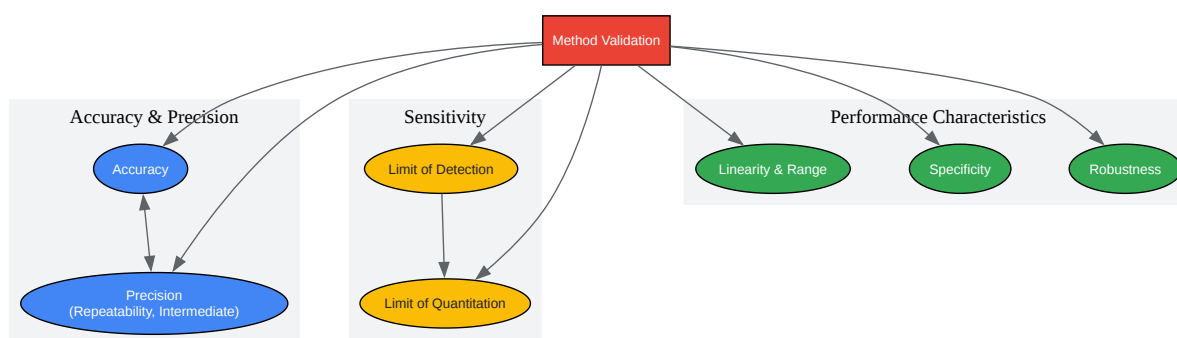 Method Validation
Accuracy & Precision
Sensitivity
Performance Characteristics
Accuracy
Limit of Detection
Linearity & Range
Specificity
Robustness
Precision
(Repeatability, Intermediate)
Limit of Quantitation